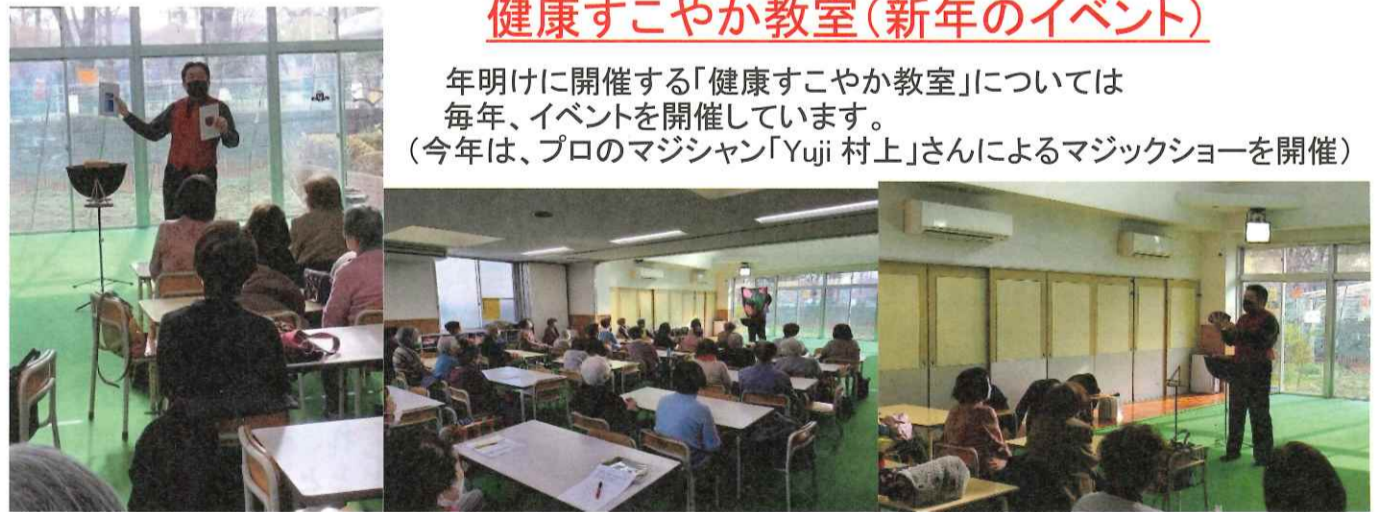 健康すこやか教室(新年のイベント)
年明けに開催する「健康すこやか教室」については
毎年、イベントを開催しています。
(今年は、プロのマジシャン「Yuji 村上」さんによるマジックショーを開催)